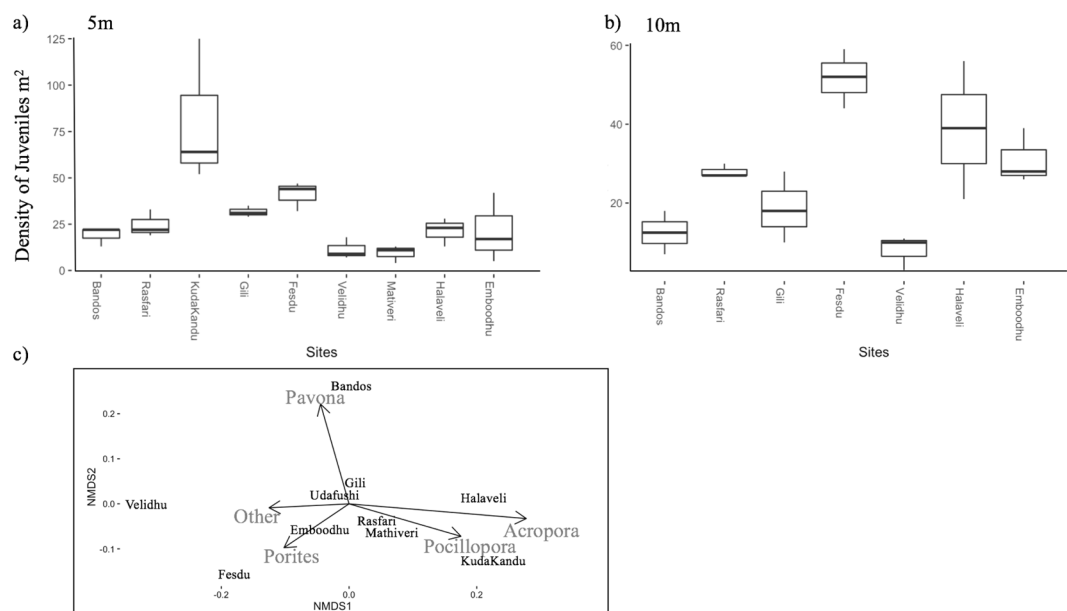 a) 5m
Density of Juveniles m²
125
100
75
50
25
0
Bandos
Rasfari
KudaKandu
Gili
Fesdu
Velidhu
Mativeri
Halaveli
Emboodhu
Sites
b) 10m
60
40
20
Bandos
Rasfari
Gili
Fesdu
Velidhu
Halaveli
Emboodhu
Sites
c)
NMDS2
0.2
0.1
0.0
-0.1
Bandos
Pavona
Gili
Udafushi
Velidhu
Halaveli
Other
Rasfari
Emboodhu
Mathiveri
Acropora
Pocillopora
Porites
KudaKandu
Fesdu
-0.2
0.0
0.2
NMDS1